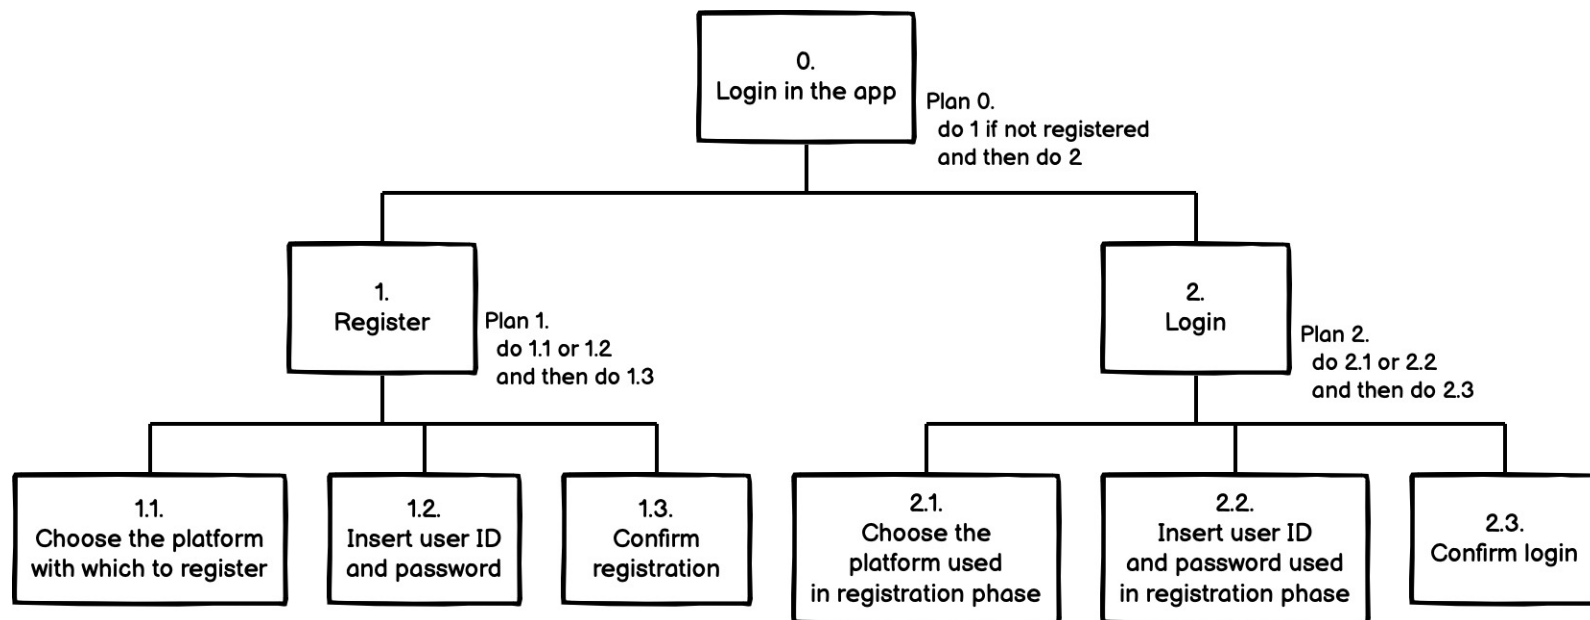 0.
Login in the app
Plan 0.
do 1 if not registered
and then do 2
1.
Register
Plan 1.
do 1.1 or 1.2
and then do 1.3
2.
Login
Plan 2.
do 2.1 or 2.2
and then do 2.3
1.1.
Choose the platform
with which to register
1.2.
Insert user ID
and password
1.3.
Confirm
registration
2.1.
Choose the
platform used
in registration phase
2.2.
Insert user ID
and password used
in registration phase
2.3.
Confirm login